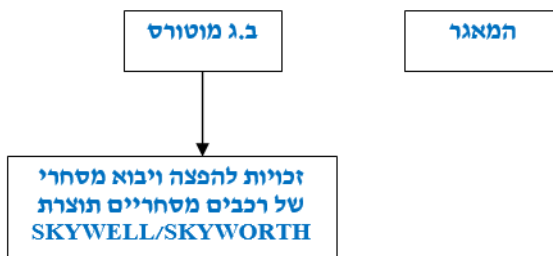 המאגר
ב.ג מוטורס
זכויות להפצה ויבוא מסחרי
של רכבים מסחריים תוצרת
SKYWELL/SKYWORTH